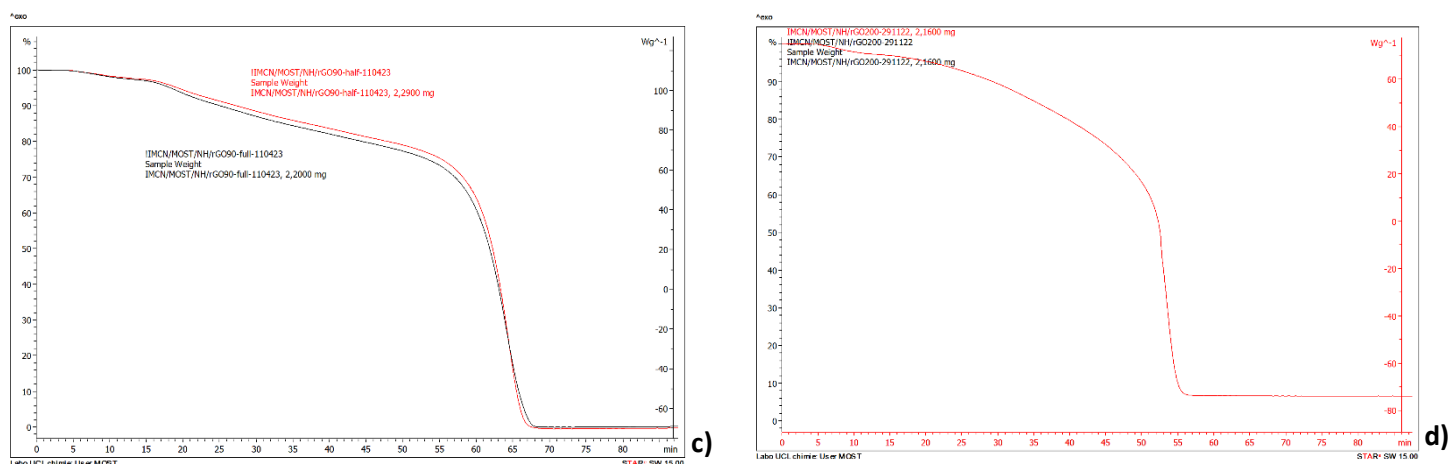 ^exo
%
Wg^-1
100
90
80
70
60
50
40
30
20
10
0
!IMCN/MOST/NH/rGO90-half-110423
Sample Weight
IMCN/MOST/NH/rGO90-half-110423, 2,2900 mg
!IMCN/MOST/NH/rGO90-full-110423
Sample Weight
IMCN/MOST/NH/rGO90-full-110423, 2,2000 mg
100
80
60
40
20
0
-20
-40
-60
0 5 10 15 20 25 30 35 40 45 50 55 60 65 70 75 80 min
Labo UCL chimie: User MOST
STAR^e SW 15.00
c)
^exo
IMCN/MOST/NH/rGO200-291122, 2,1600 mg
% !IMCN/MOST/NH/rGO200-291122
Sample Weight
IMCN/MOST/NH/rGO200-291122, 2,1600 mg
Wg^-1
90
80
70
60
50
40
30
20
10
0
60
40
20
0
-20
-40
-60
-80
0 5 10 15 20 25 30 35 40 45 50 55 60 65 70 75 80 min
Labo UCL chimie: User MOST
STAR^e SW 15.00
d)